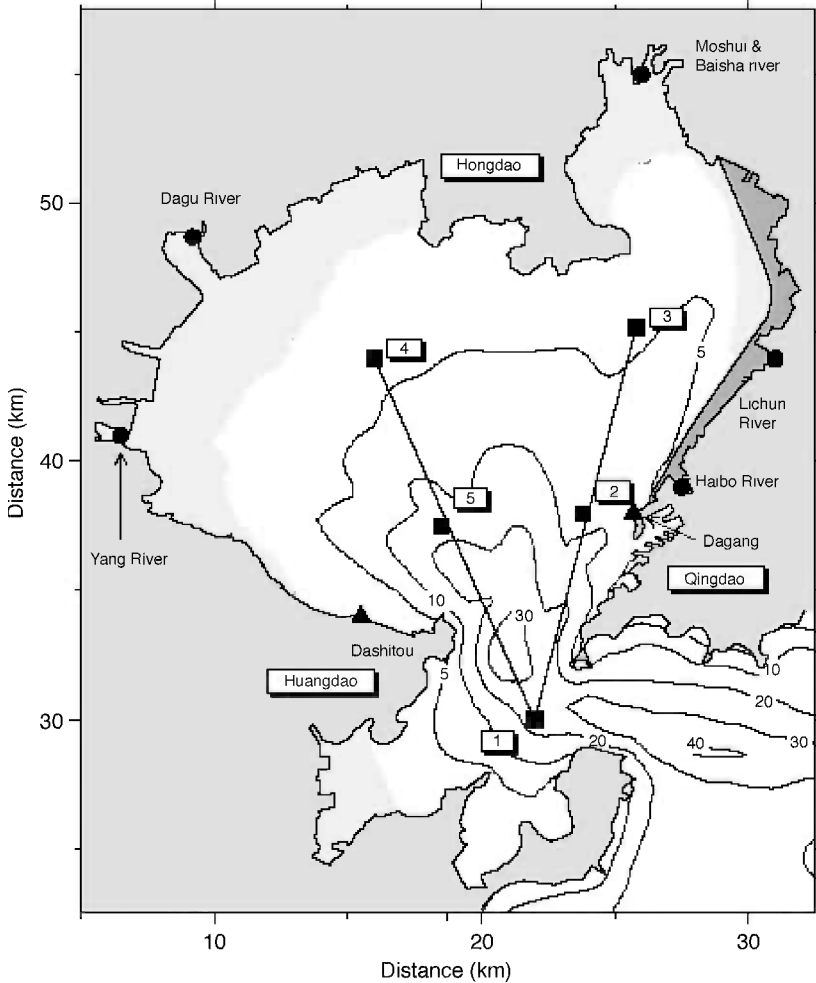 Moshui &
Baisha river
Hongdao
50
Dagu River
3
4
5
Lichun
River
40
5
2
Haibo River
Dagang
Yang River
Qingdao
10
30
Dashitou
10
Huangdao
5
20
30
1
20
40
30
10
20
30
Distance (km)
Distance (km)